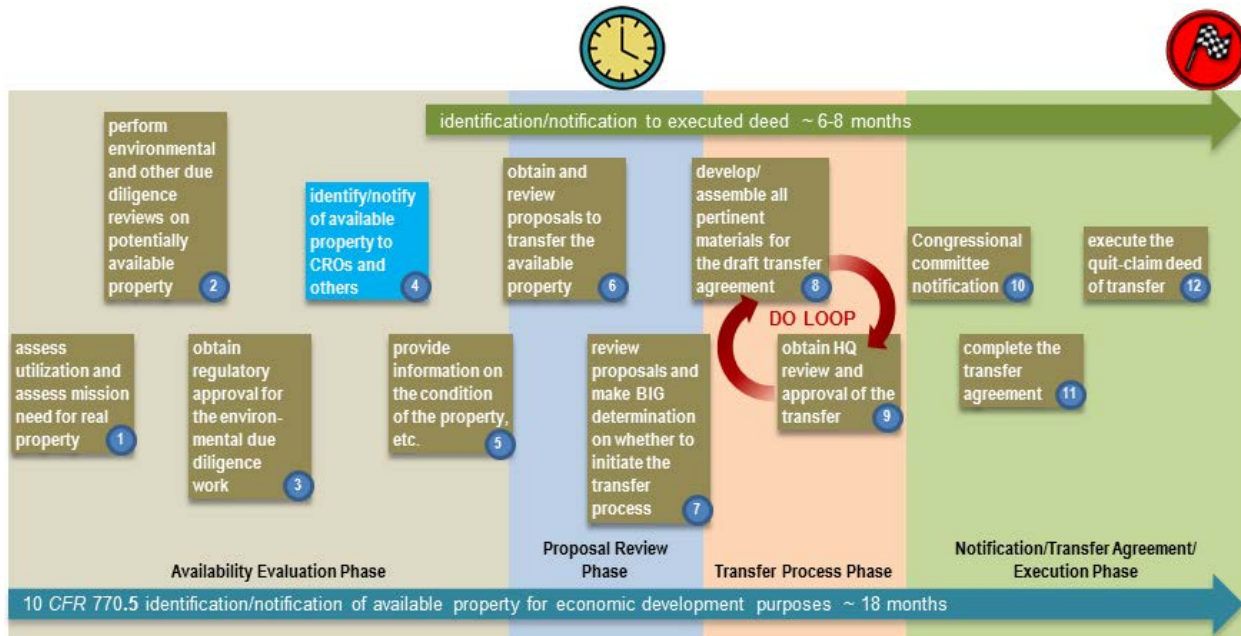 identification/notification to executed deed ~ 6-8 months
perform
environmental
and other due
diligence
reviews on
potentially
available
property
2
identify/notify
of available
property to
CROs and
others
4
obtain and
review
proposals to
transfer the
available
property
6
develop/
assemble all
pertinent
materials for
the draft transfer
agreement
8
Congressional
committee
notification
10
execute the
quit-claim deed
of transfer
12
DO LOOP
assess
utilization and
assess mission
need for real
property
1
obtain
regulatory
approval for
the environ-
mental due
diligence
work
3
provide
information on
the condition
of the property,
etc.
5
review
proposals and
make BIG
determination
on whether to
initiate the
transfer
process
7
obtain HQ
review and
approval of the
transfer
9
complete the
transfer
agreement
11
Availability Evaluation Phase
Proposal Review
Phase
Transfer Process Phase
Notification/Transfer Agreement/
Execution Phase
10 CFR 770.5 identification/notification of available property for economic development purposes ~ 18 months